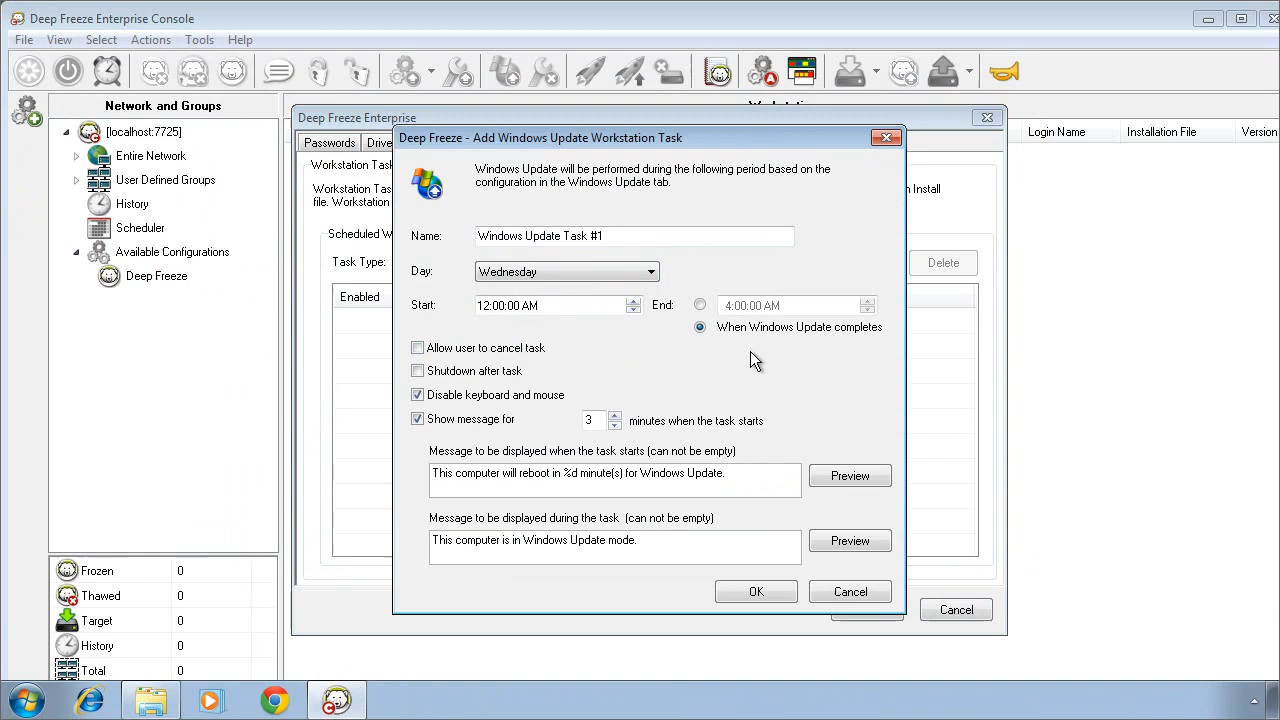 Deep Freeze Enterprise Console
File View Select Actions Tools Help
Network and Groups
[localhost:7725]
Entire Network
User Defined Groups
History
Scheduler
Available Configurations
Deep Freeze
Frozen 0
Thawed 0
Target 0
History 0
Total 0
Login Name Installation File
Deep Freeze Enterprise
Passwords
Workstation
file. Workstation
Install
Task Type:
Delete
Enabled
Cancel
Deep Freeze - Add Windows Update Workstation Task
Windows Update will be performed during the following period based on the
configuration in the Windows Update tab.
Name: Windows Update Task #1
Day: Wednesday
Start: 12:00:00 AM End: 4:00:00 AM
When Windows Update completes
Allow user to cancel task
Shutdown after task
Disable keyboard and mouse
Show message for 3 minutes when the task starts
Message to be displayed when the task starts (can not be empty)
This computer will reboot in %d minute(s) for Windows Update.
Preview
Message to be displayed during the task (can not be empty)
This computer is in Windows Update mode.
Preview
OK Cancel